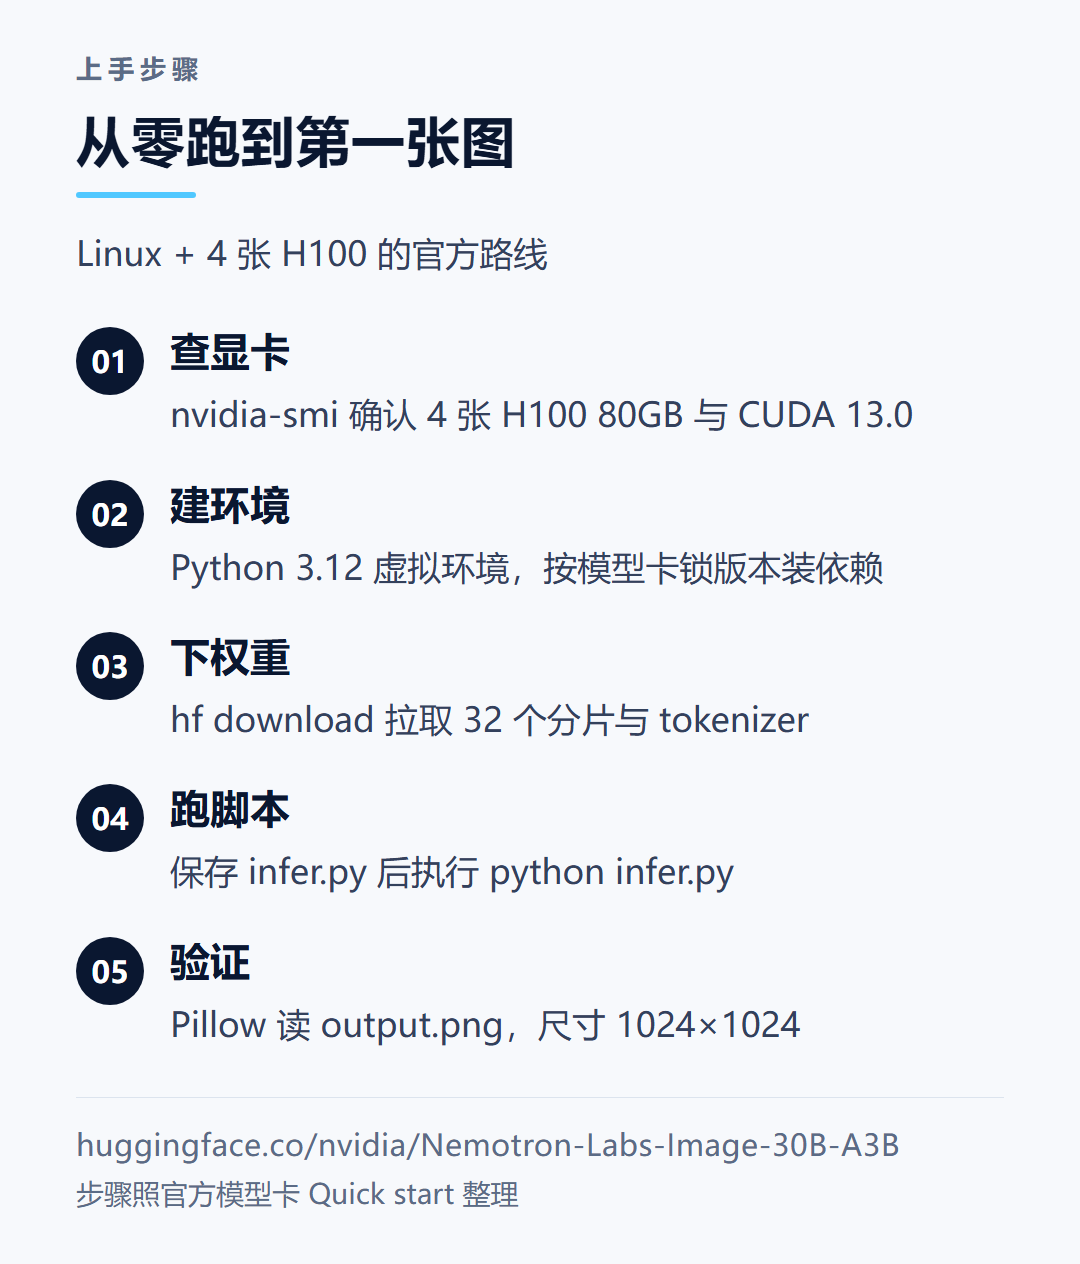 上手步骤
从零跑到第一张图
Linux + 4 张 H100 的官方路线
01
查显卡
nvidia-smi 确认 4 张 H100 80GB 与 CUDA 13.0
02
建环境
Python 3.12 虚拟环境，按模型卡锁版本装依赖
03
下权重
hf download 拉取 32 个分片与 tokenizer
04
跑脚本
保存 infer.py 后执行 python infer.py
05
验证
Pillow 读 output.png，尺寸 1024×1024
huggingface.co/nvidia/Nemotron-Labs-Image-30B-A3B
步骤照官方模型卡 Quick start 整理